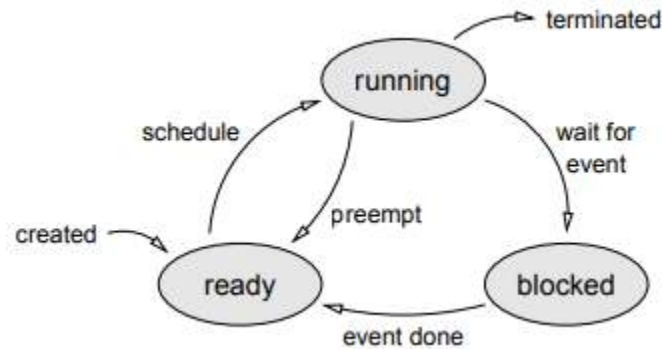 terminated
running
schedule
wait for
event
preempt
created
ready
blocked
event done